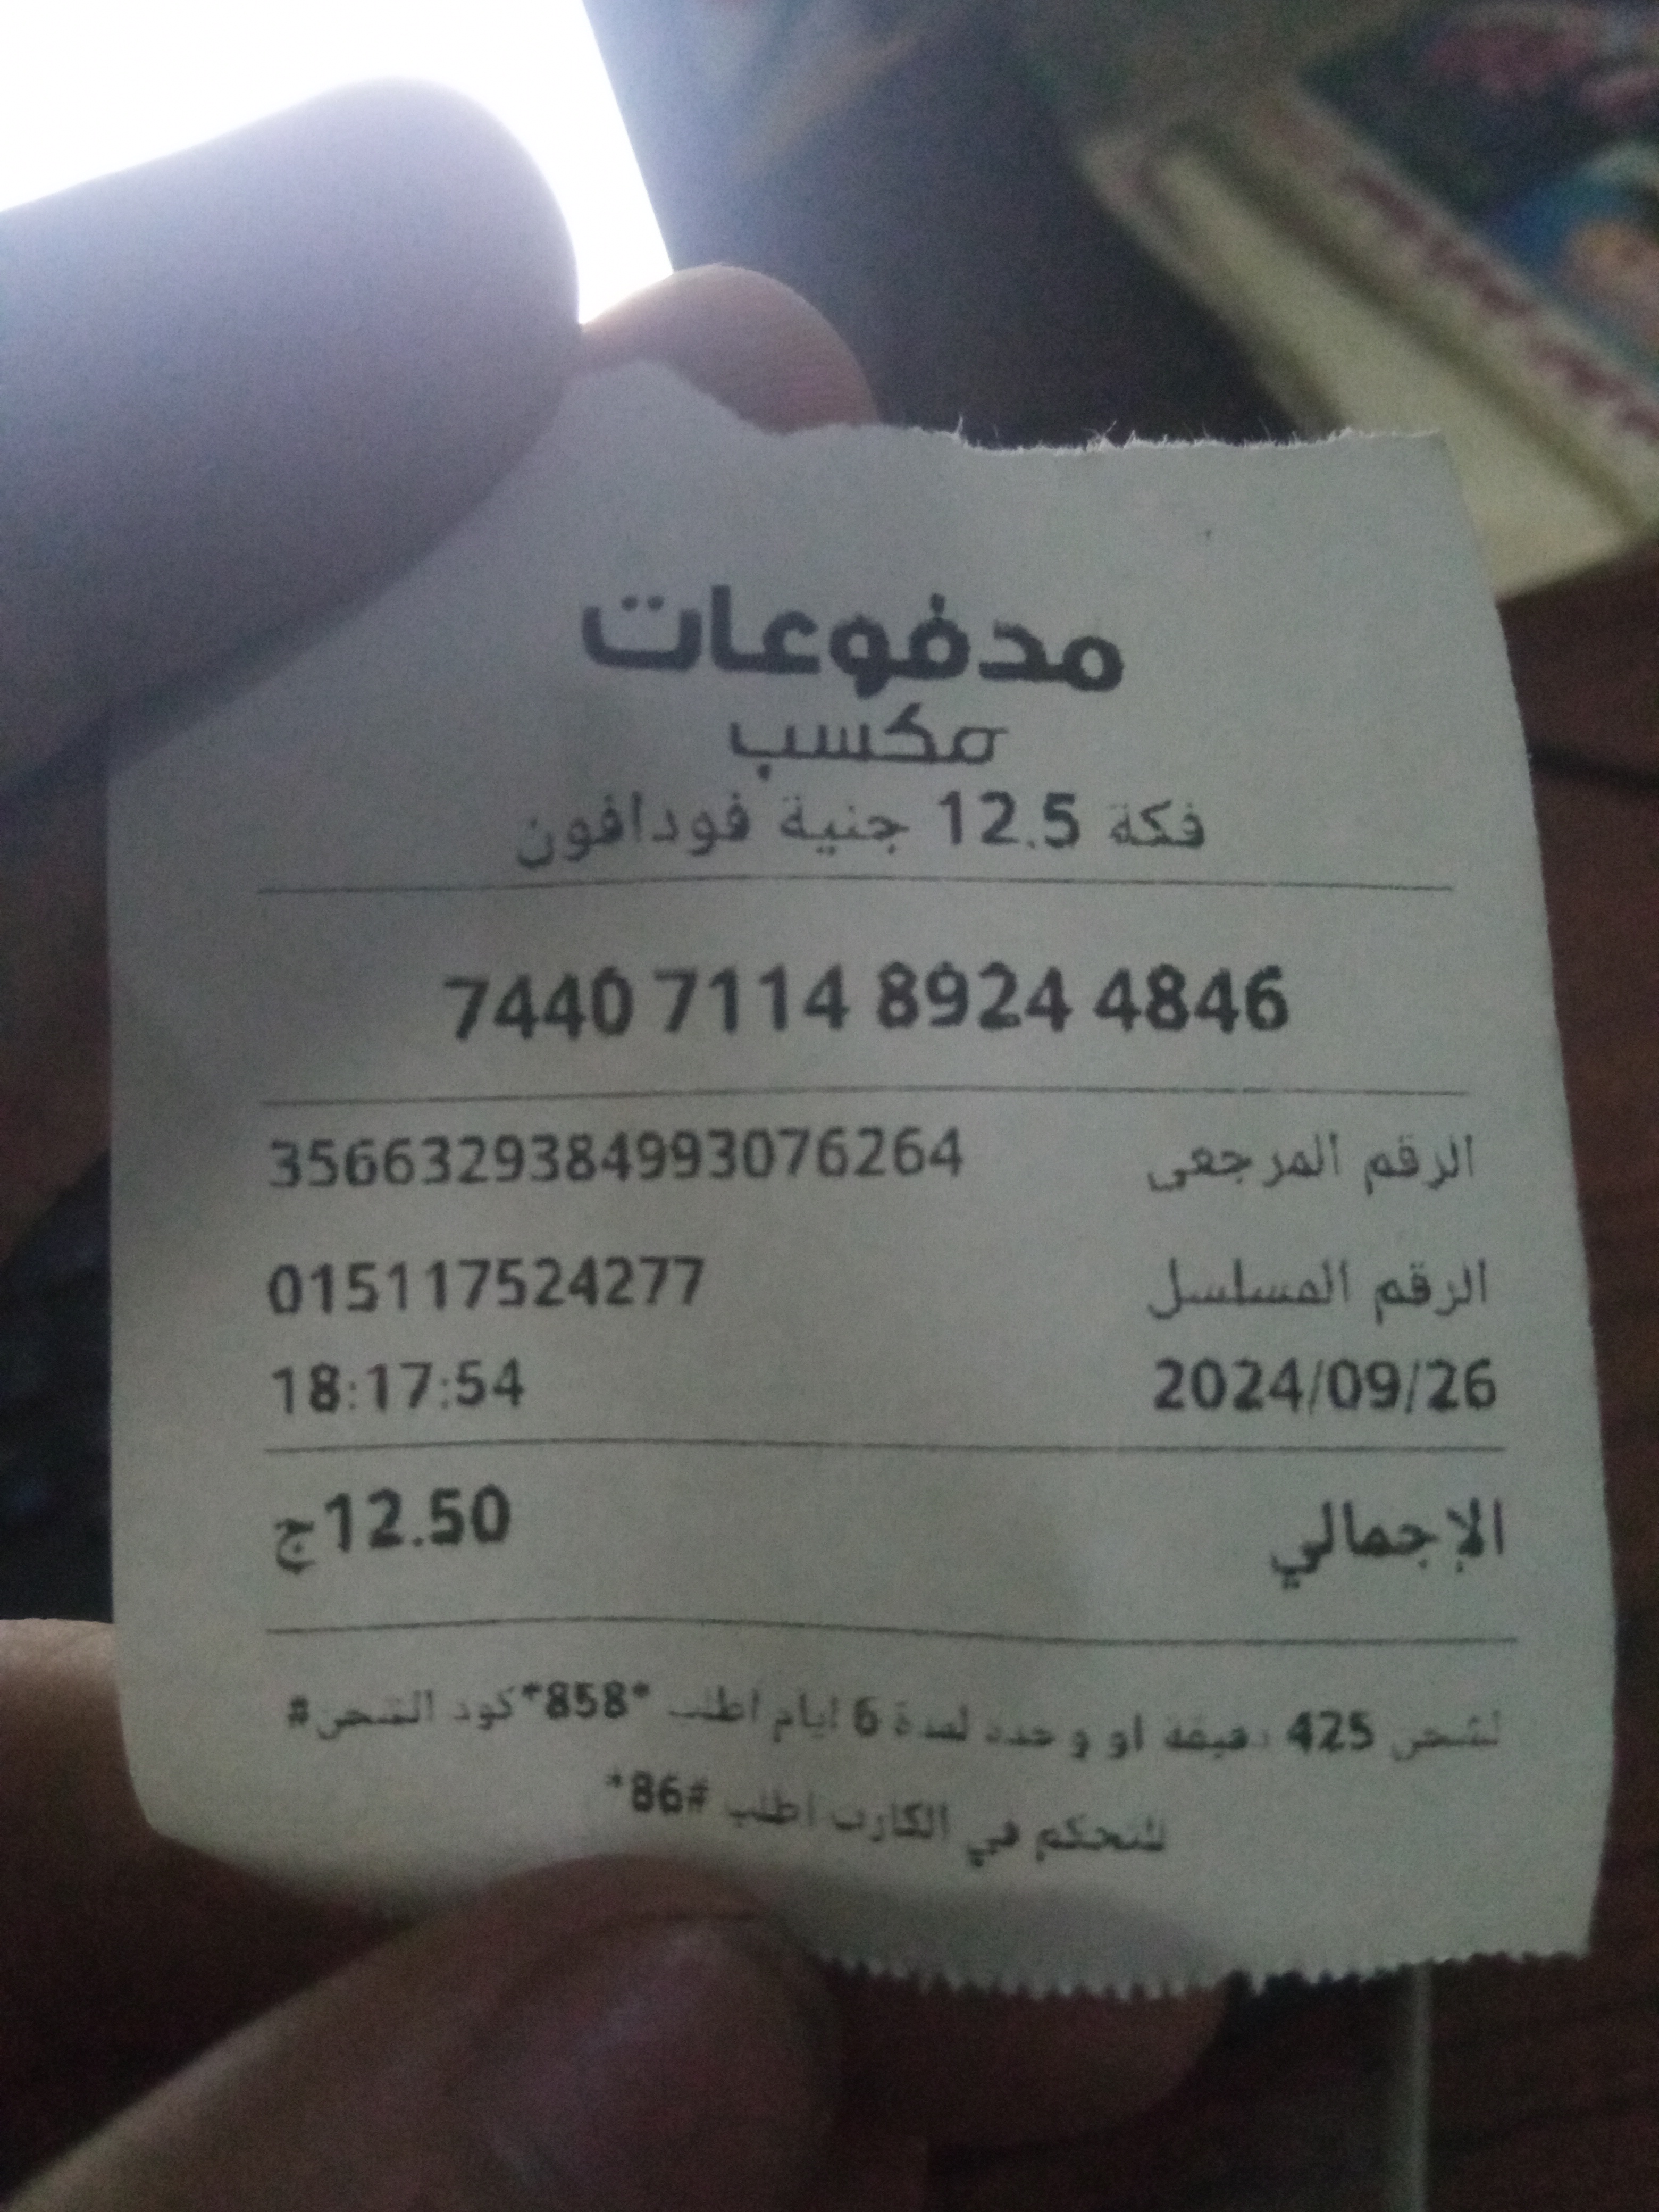 مدفوعات
مكسب
فكة 12.5 جنية فودافون
7440 7114 8924 4846
الرقم المرجعى 3566329384993076264
الرقم المسلسل 015117524277
2024/09/26 18:17:54
الإجمالي 12.50ج
لشحن 425 دقيقة او وحدة لمدة 6 ايام اطلب *858*كود الشحن#
للتحكم في الكارت اطلب #86*